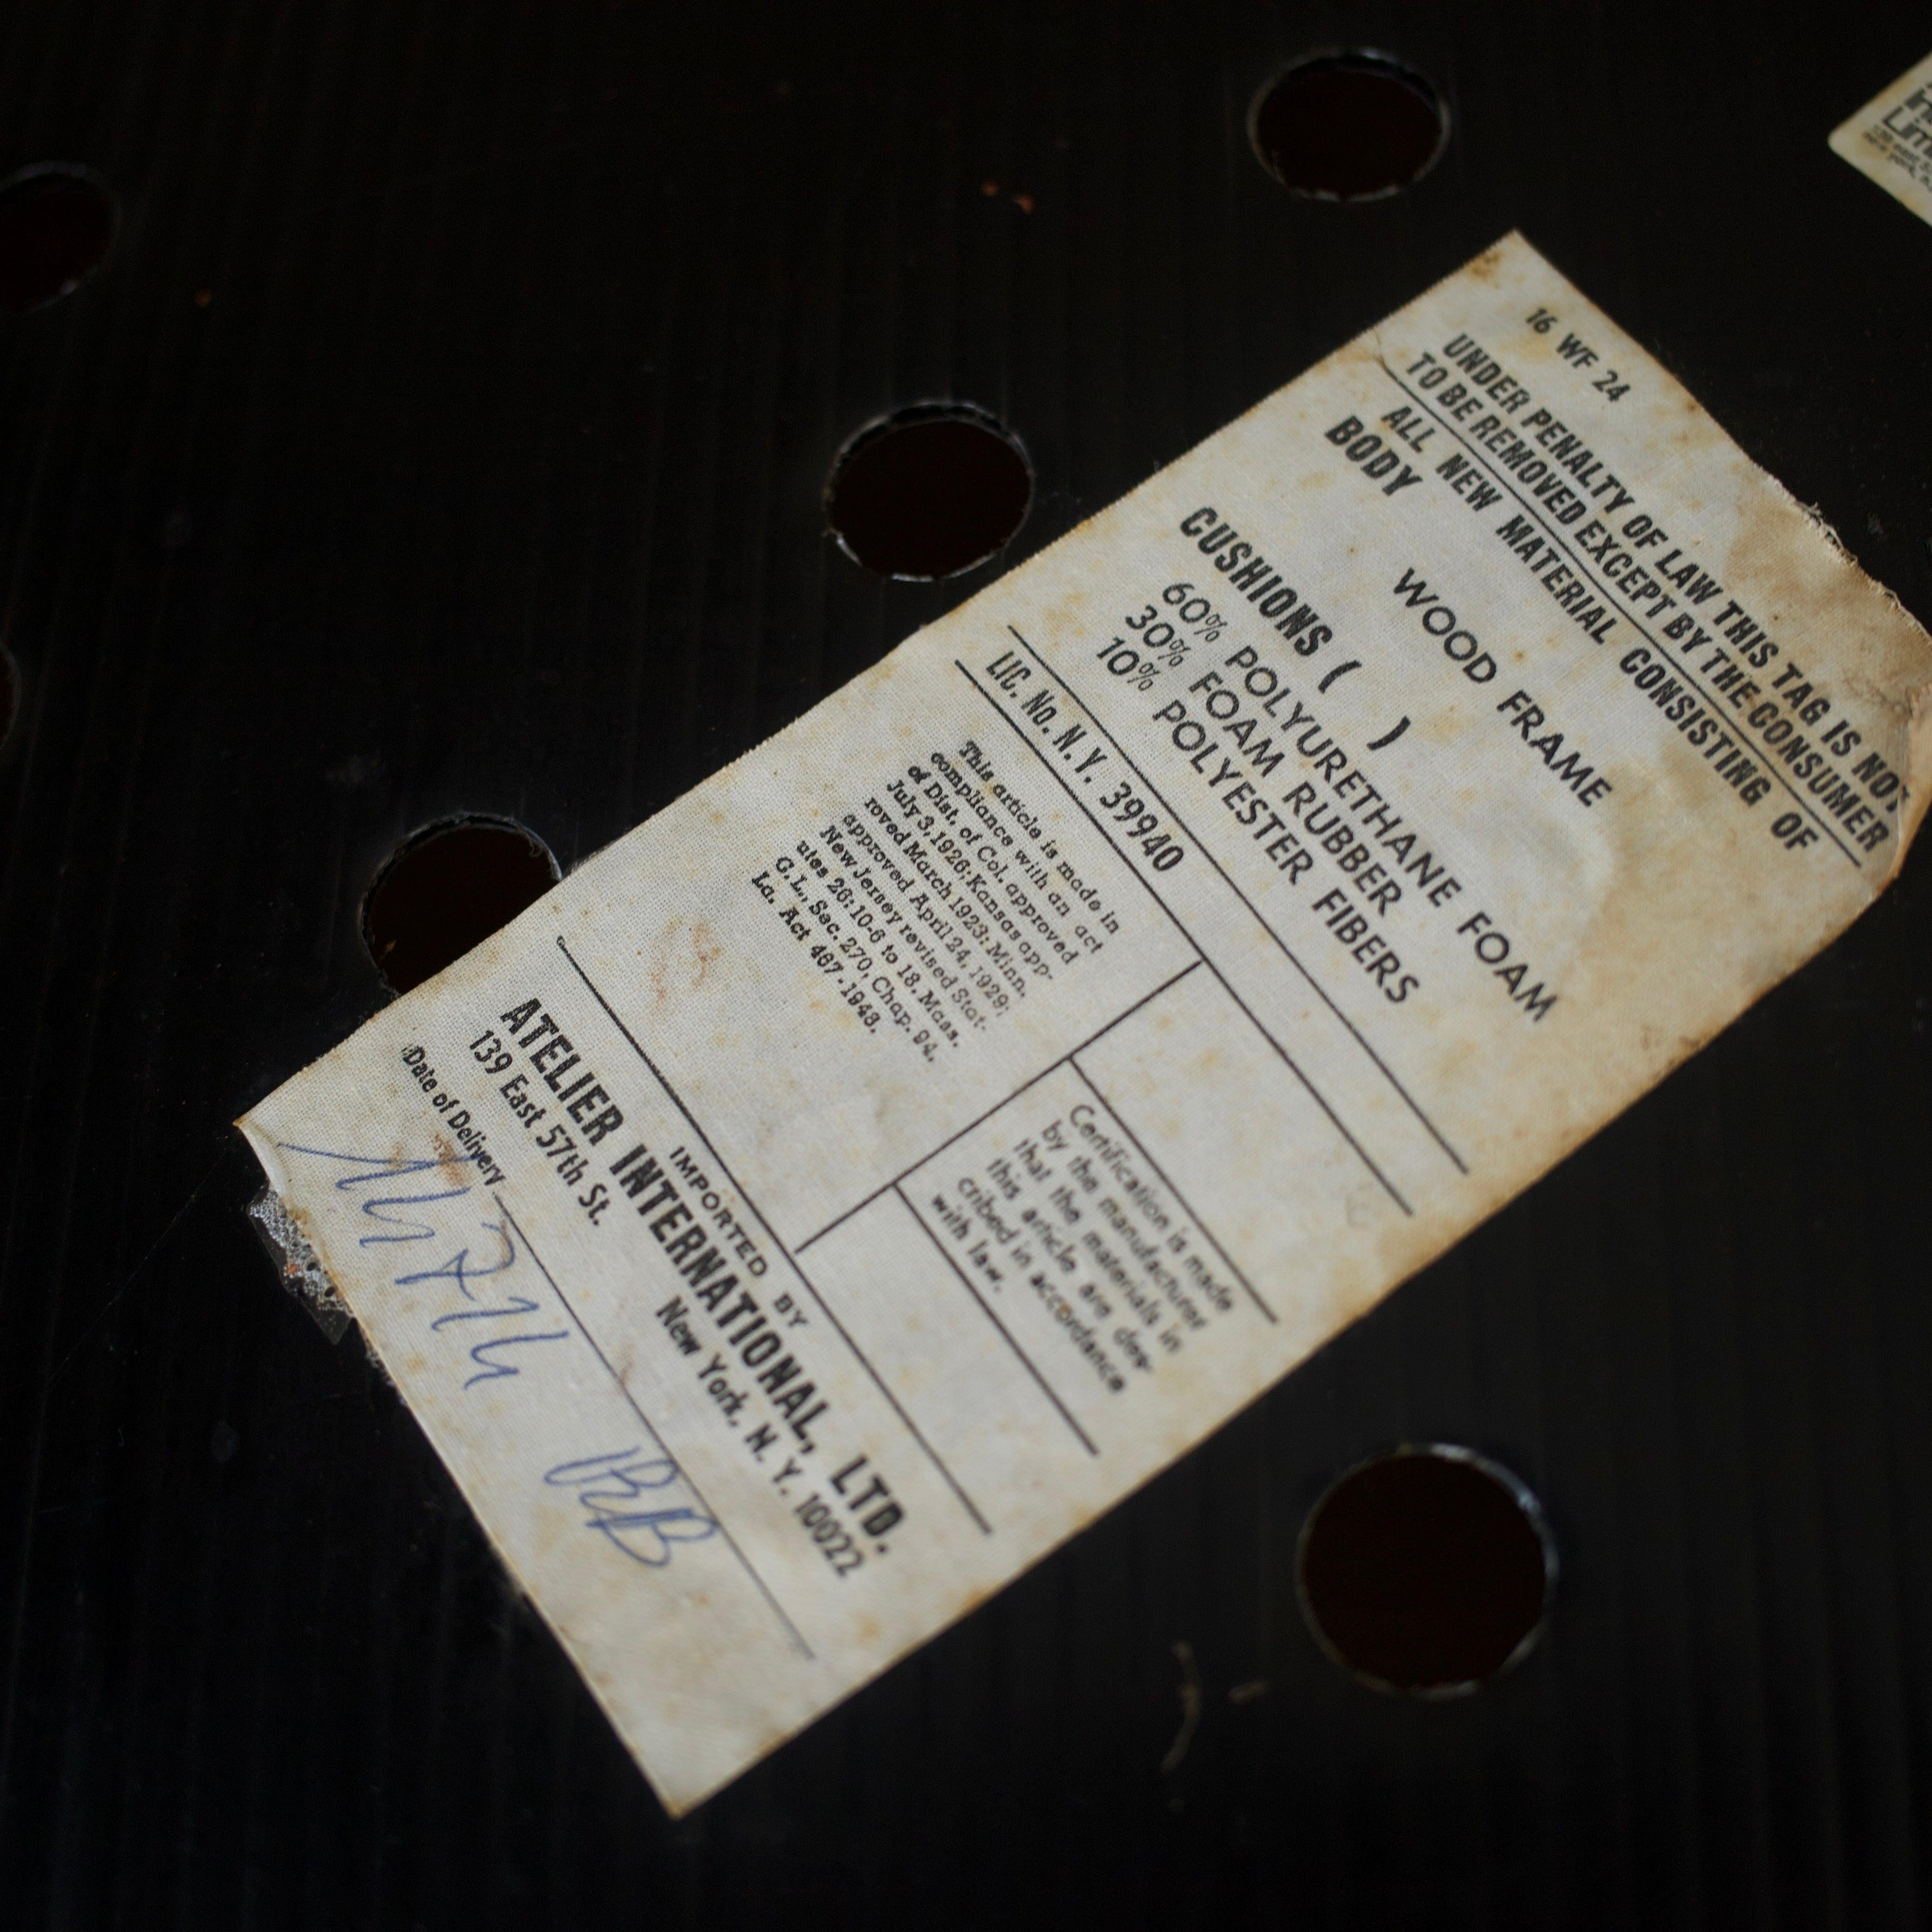 16 WF 24
UNDER PENALTY OF LAW THIS TAG IS NOT
TO BE REMOVED EXCEPT BY THE CONSUMER
ALL NEW MATERIAL CONSISTING OF
BODY
WOOD FRAME
CUSHIONS ( )
60% POLYURETHANE FOAM
30% FOAM RUBBER
10% POLYESTER FIBERS
LIC. No. N.Y. 39940
This article is made in
compliance with an act
of Dist. of Col. approved
July 3, 1926; Kansas app-
roved March 1923; Minn.
approved April 24, 1929;
New Jersey revised Stat-
utes 26:10-6 to 18. Mass.
G.L. Sec. 270, Chap. 94.
La. Act 467-1948.
Certification is made
by the manufacturer
that the materials in
this article are des-
cribed in accordance
with law.
IMPORTED BY
ATELIER INTERNATIONAL, LTD.
139 East 57th St. New York, N. Y. 10022
Date of Delivery